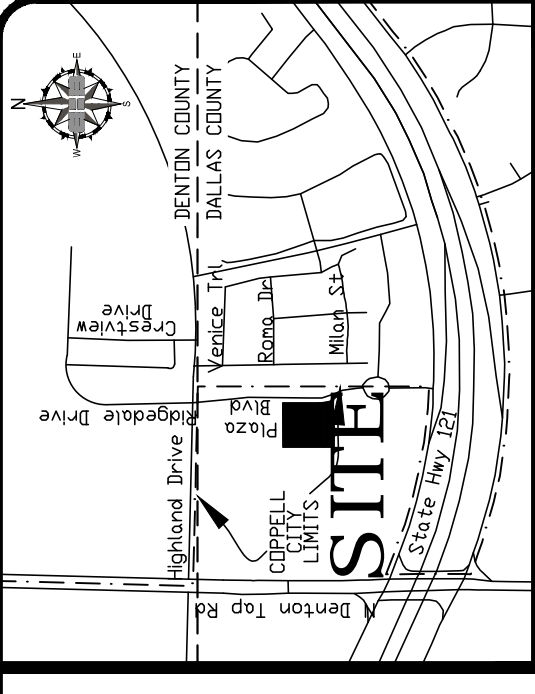 N
E
S
W
DENTON COUNTY
DALLAS COUNTY
Crestview
Drive
Venice Trl
Roma Dr
Milan St
Ridgedale Drive
Plaza
Blvd
Highland Drive
COPPELL
CITY
LIMITS
SITE
State Hwy 121
N Denton Tap Rd